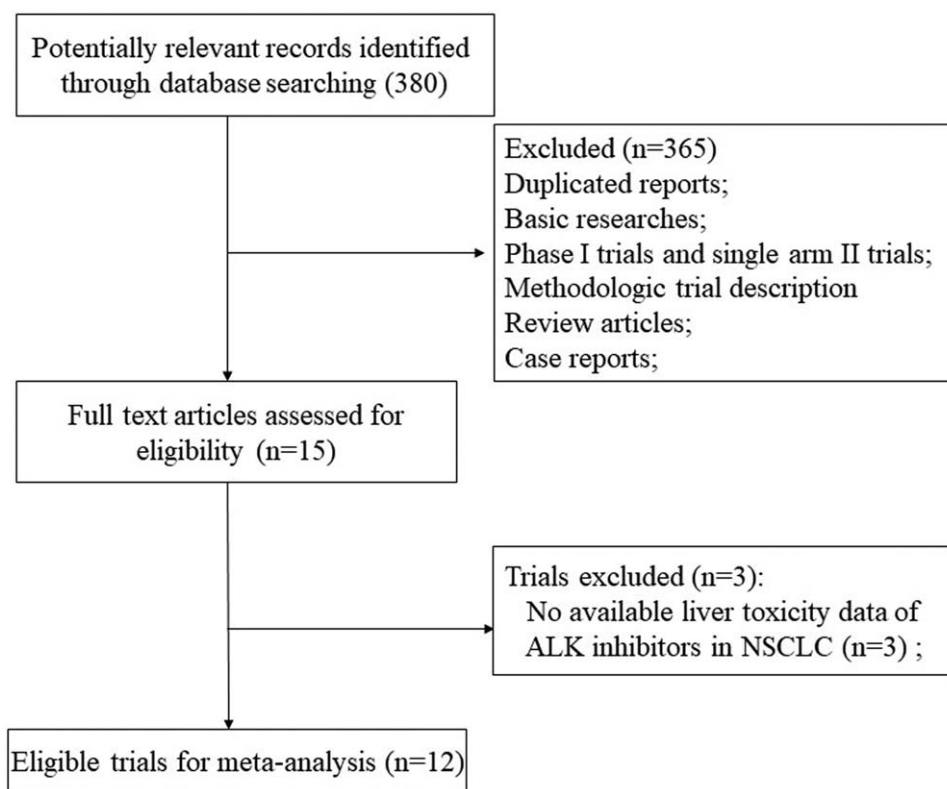 Potentially relevant records identified
through database searching (380)
Excluded (n=365)
Duplicated reports;
Basic researches;
Phase I trials and single arm II trials;
Methodologic trial description
Review articles;
Case reports;
Full text articles assessed for
eligibility (n=15)
Trials excluded (n=3):
No available liver toxicity data of
ALK inhibitors in NSCLC (n=3) ;
Eligible trials for meta-analysis (n=12)